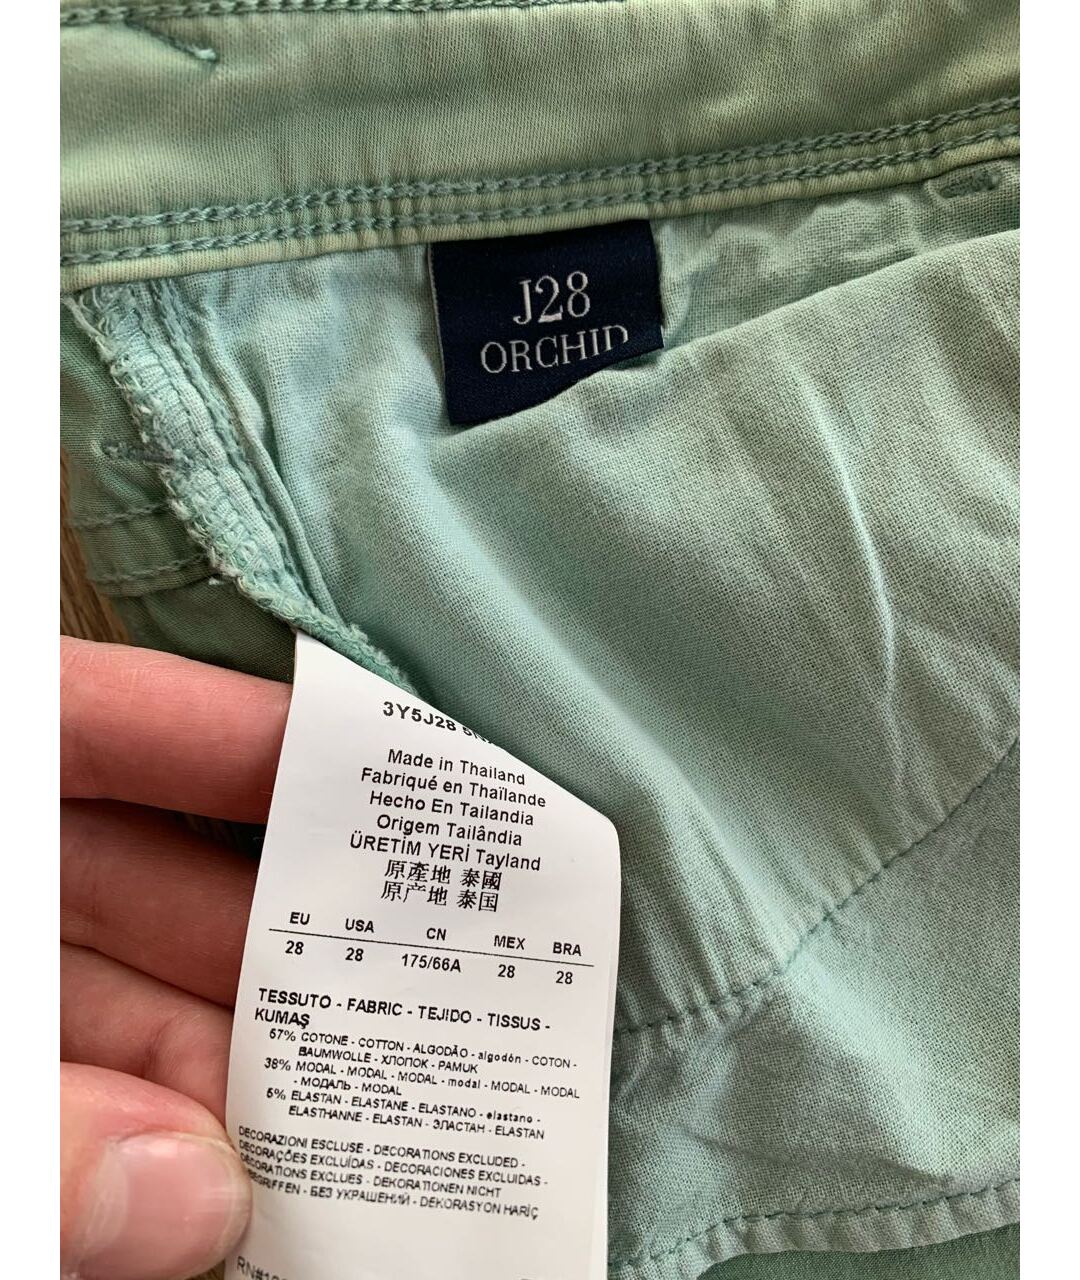 J28
ORCHID
3Y5J28
Made in Thailand
Fabriqué en Thaïlande
Hecho En Tailandia
Origem Tailândia
ÜRETİM YERİ Tayland
原產地 泰國
原产地 泰国
EU USA CN MEX BRA
28 28 175/66A 28 28
TESSUTO - FABRIC - TEJIDO - TISSUS -
KUMAŞ
57% COTONE - COTTON - ALGODÃO - algodón - COTON -
BAUMWOLLE - ХЛОПОК - PAMUK
38% MODAL - MODAL - MODAL - modal - MODAL - MODAL
- МОДАЛЬ - MODAL
5% ELASTAN - ELASTANE - ELASTANO - elastano -
ELASTHANNE - ELASTAN - ЭЛАСТАН - ELASTAN
DECORAZIONI ESCLUSE - DECORATIONS EXCLUDED -
DECORAÇÕES EXCLUÍDAS - DECORACIONES EXCLUIDAS -
DECORATIONS EXCLUES - DEKORATIONEN NICHT
BEGRIFFEN - БЕЗ УКРАШЕНИЙ - DEKORASYON HARİÇ